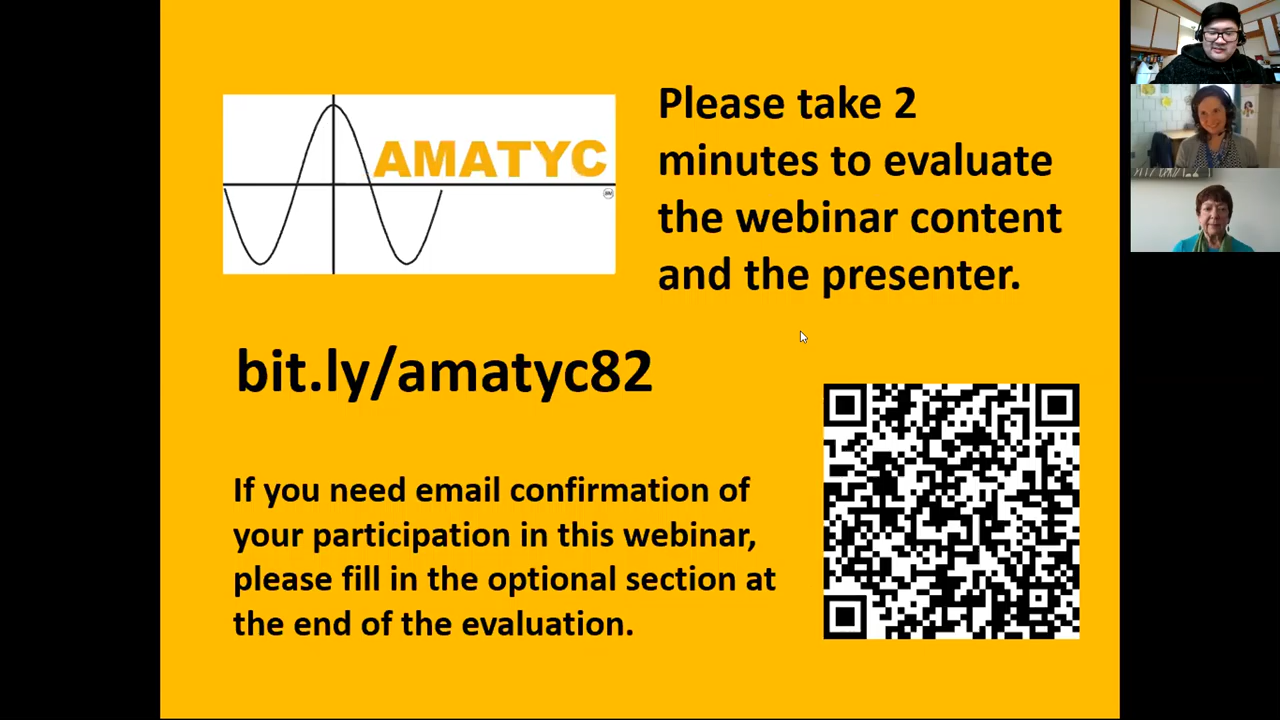 AMATYC
Please take 2
minutes to evaluate
the webinar content
and the presenter.
bit.ly/amatyc82
If you need email confirmation of
your participation in this webinar,
please fill in the optional section at
the end of the evaluation.